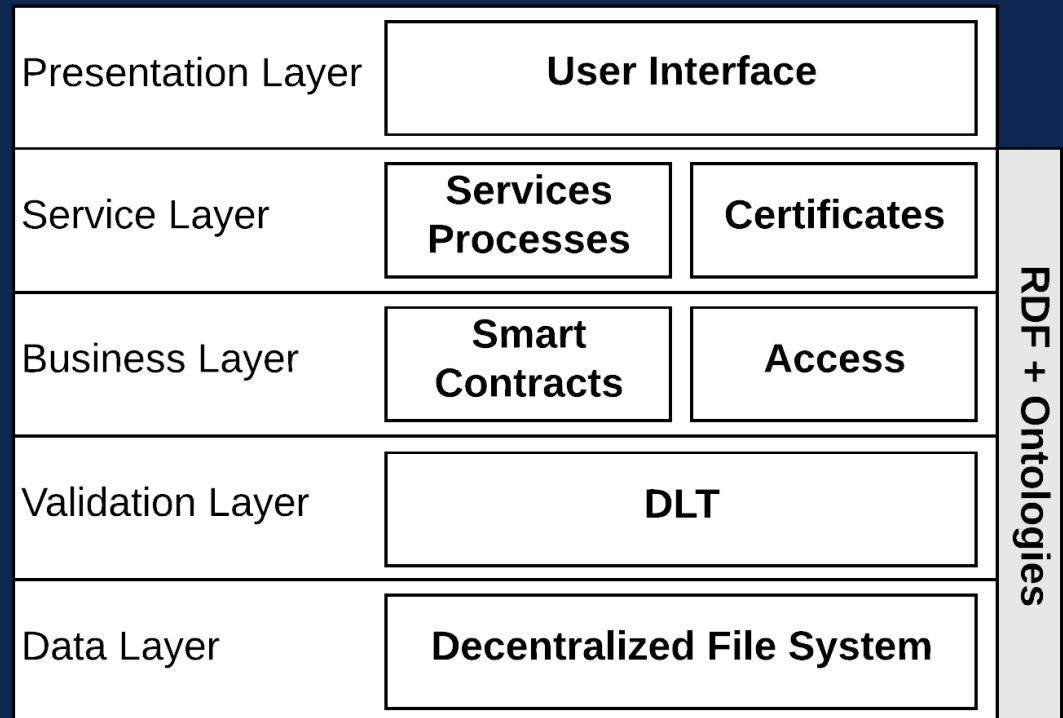 Presentation Layer
User Interface
Service Layer
Services
Processes
Certificates
Business Layer
Smart
Contracts
Access
Validation Layer
DLT
Data Layer
Decentralized File System
RDF + Ontologies